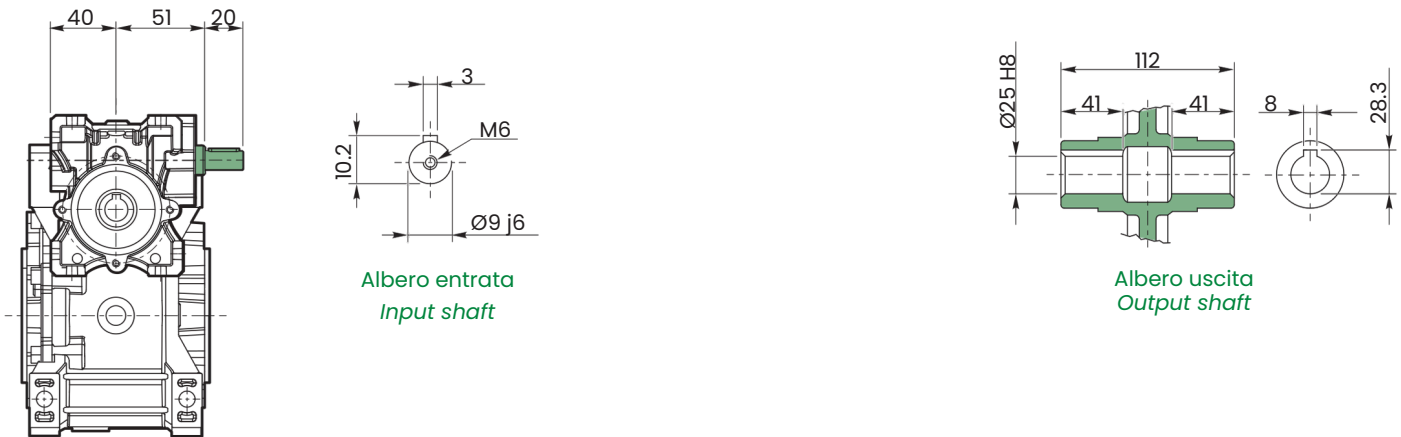 40 51 20
3
M6
10.2
Ø9 j6
Albero entrata
Input shaft
112
Ø25 H8
41 41
8
28.3
Albero uscita
Output shaft